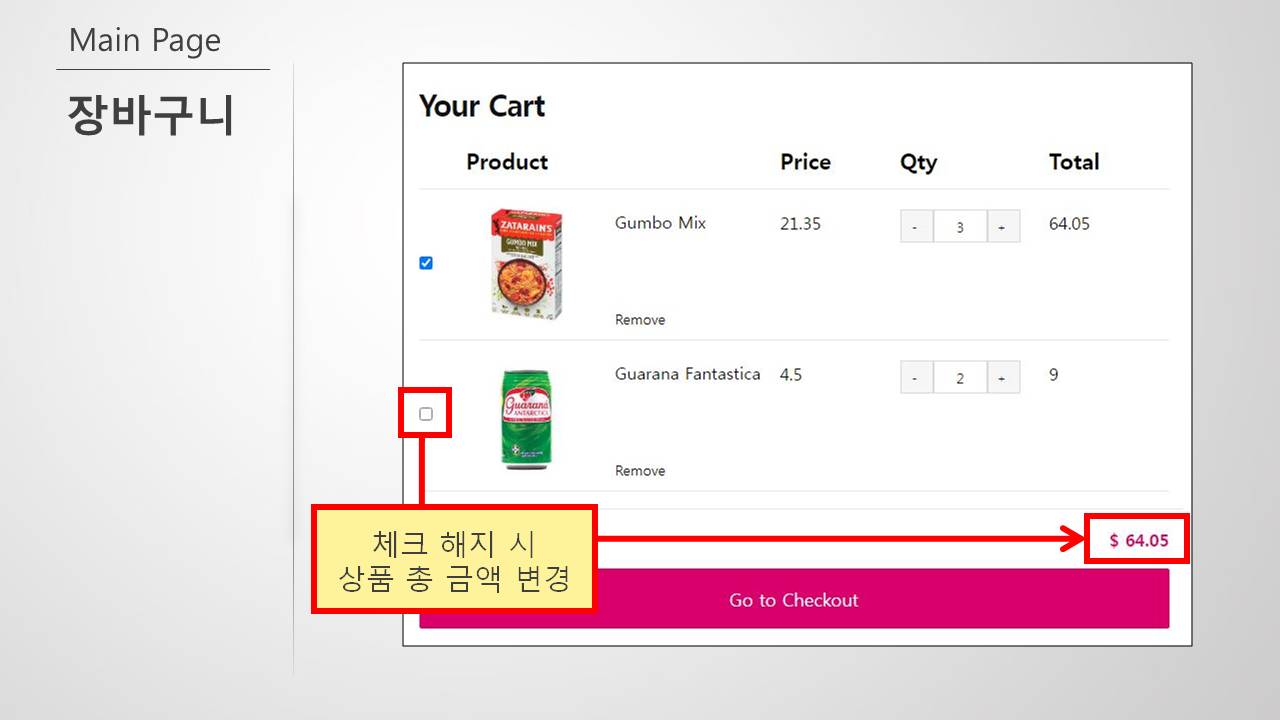 Main Page
장바구니
Your Cart
Product Price Qty Total
ZATARAIN'S
GUMBO MIX
Gumbo Mix 21.35 - 3 + 64.05
Remove
Guaraná
ANTARCTICA
Guarana Fantastica 4.5 - 2 + 9
Remove
체크 해지 시
상품 총 금액 변경
$ 64.05
Go to Checkout